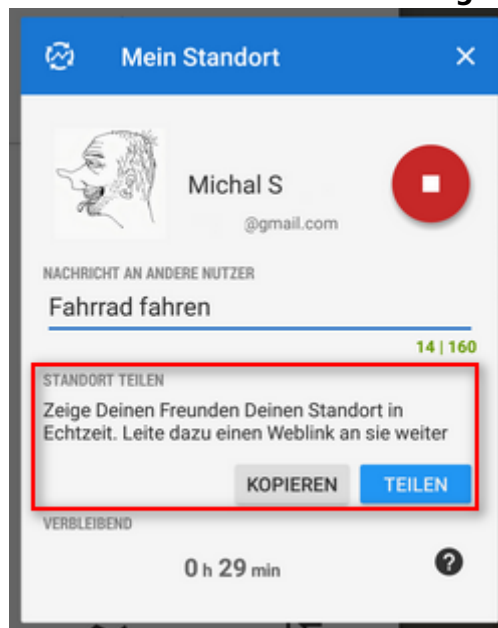 Mein Standort
Michal S
@gmail.com
NACHRICHT AN ANDERE NUTZER
Fahrrad fahren
14 | 160
STANDORT TEILEN
Zeige Deinen Freunden Deinen Standort in
Echtzeit. Leite dazu einen Weblink an sie weiter
KOPIEREN TEILEN
VERBLEIBEND
0 h 29 min
?